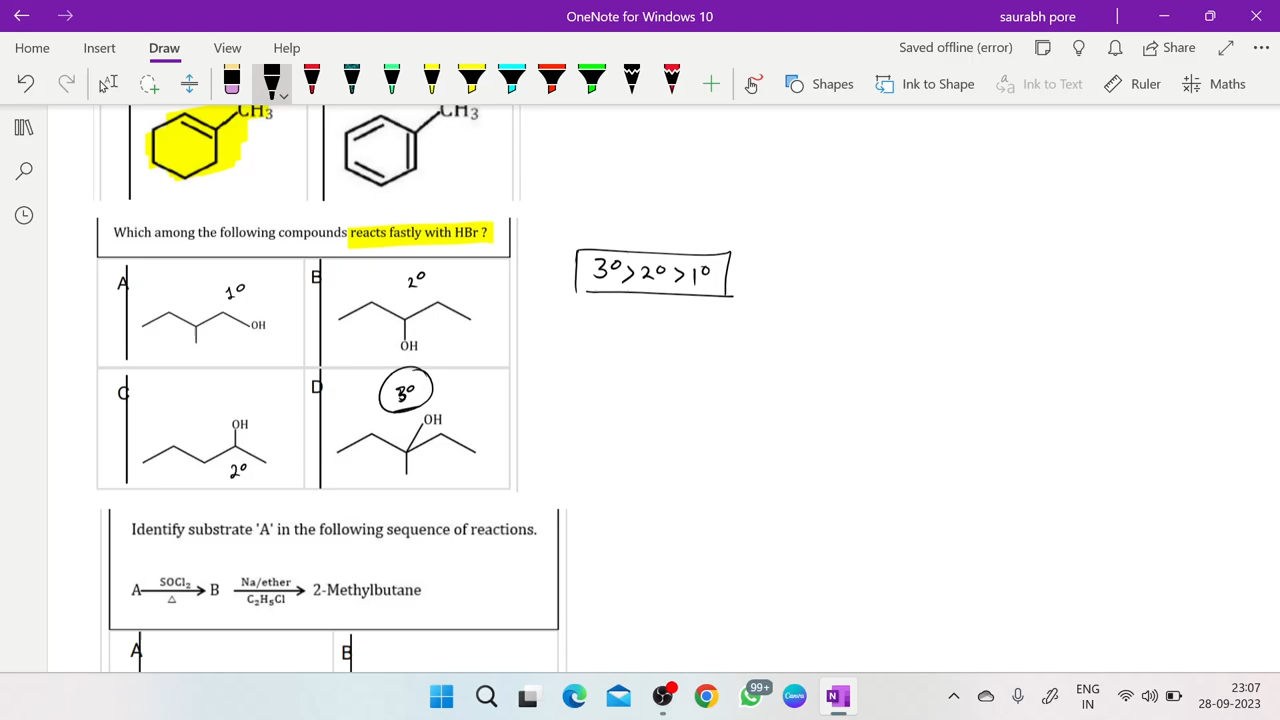 OneNote for Windows 10
saurabh pore
Home
Insert
Draw
View
Help
Saved offline (error)
Share
Shapes
Ink to Shape
Ink to Text
Ruler
Maths
CH3
CH3
Which among the following compounds reacts fastly with HBr ?
A
1°
OH
B
2°
OH
C
OH
2°
D
3°
OH
3° > 2° > 1°
Identify substrate 'A' in the following sequence of reactions.
A SOCl2 Δ B Na/ether C2H5Cl 2-Methylbutane
A
B
99+
ENG
IN
23:07
28-09-2023